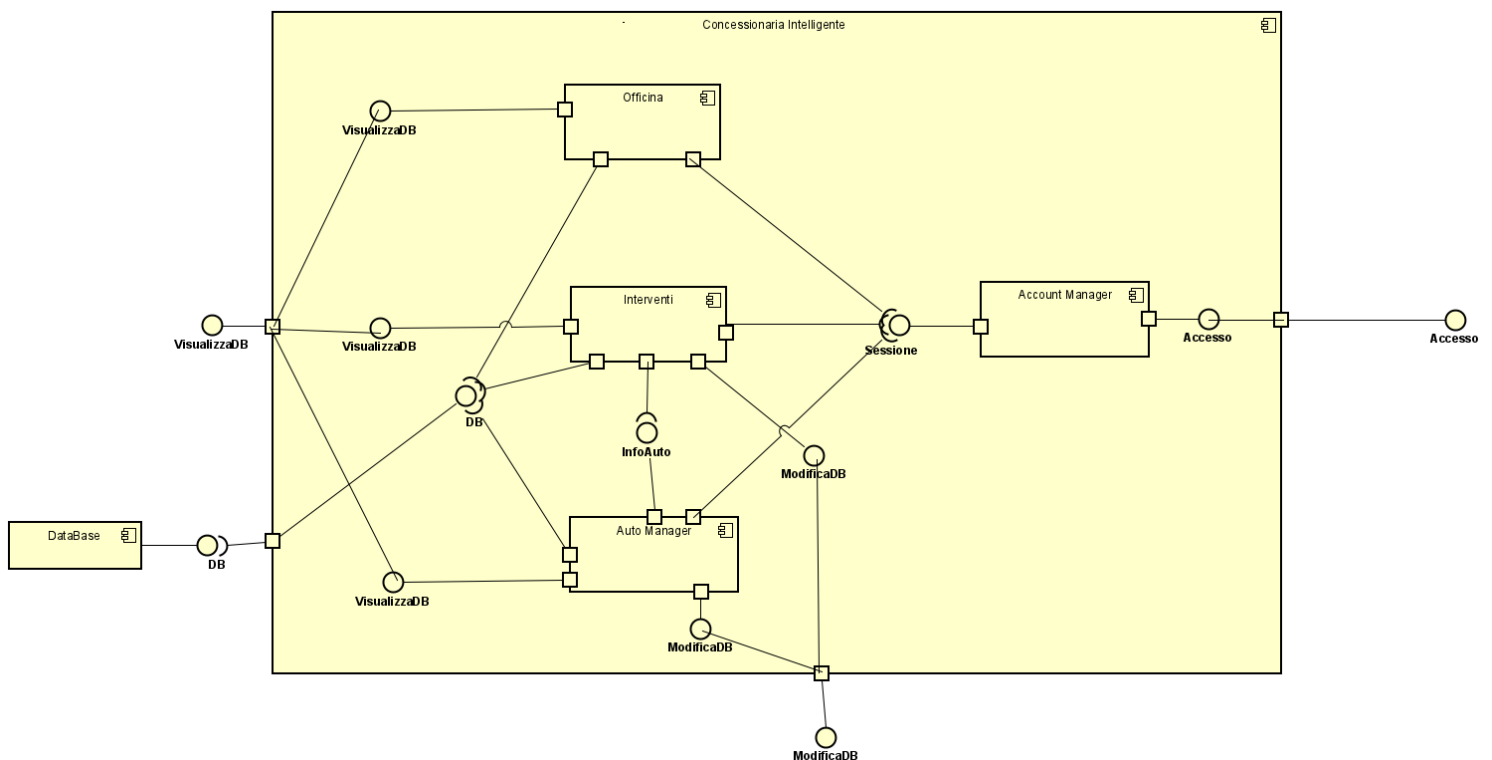 Concessionaria Intelligente
Officina
VisualizzaDB
Interventi
Account Manager
VisualizzaDB
VisualizzaDB
Sessione
Accesso
Accesso
DB
InfoAuto
ModificaDB
DataBase
Auto Manager
DB
VisualizzaDB
ModificaDB
ModificaDB